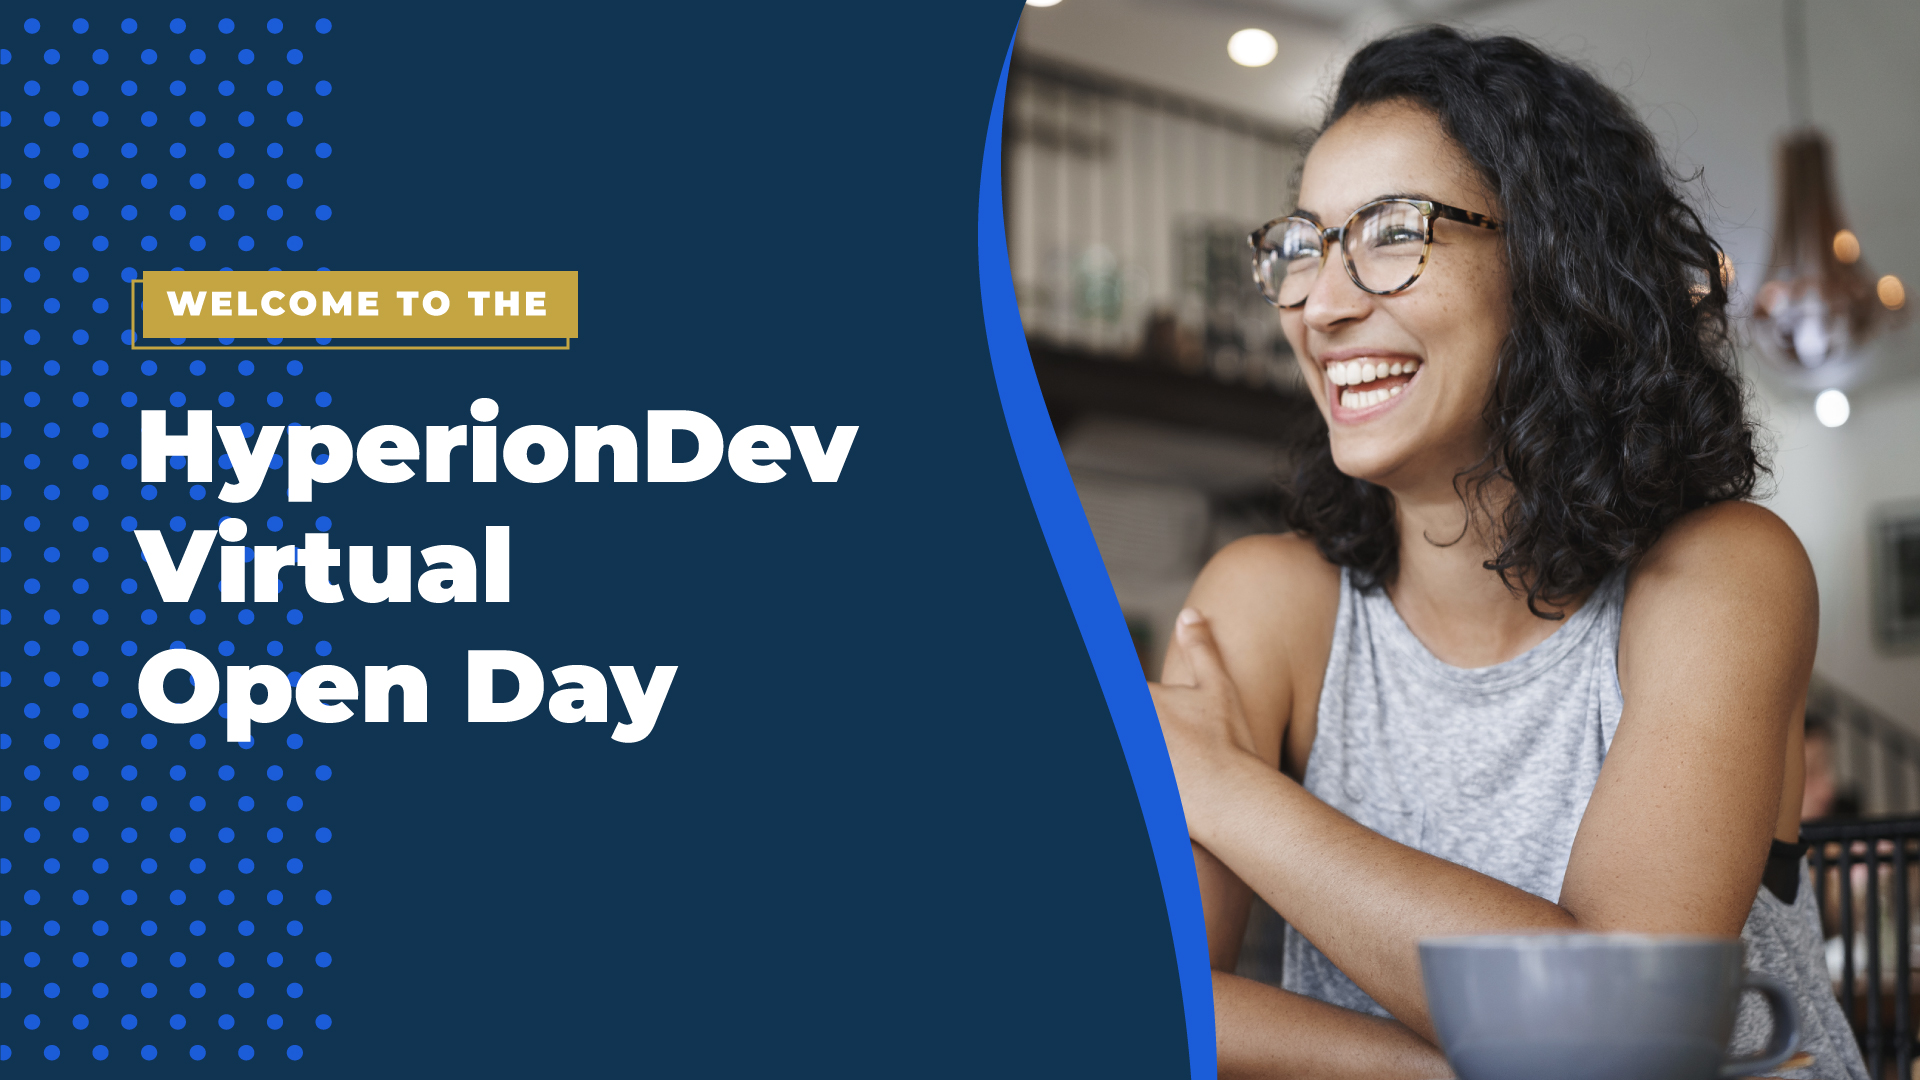 WELCOME TO THE
HyperionDev
Virtual
Open Day